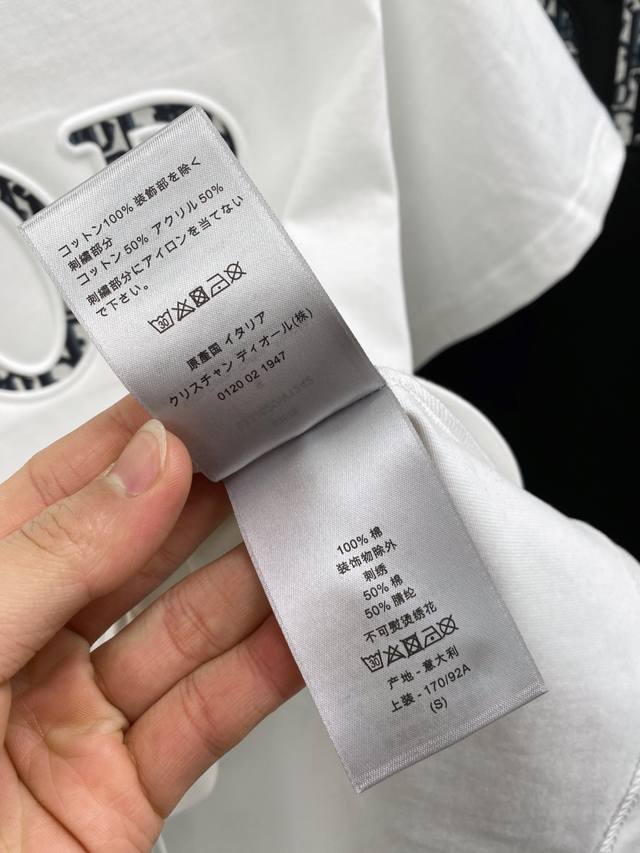 コットン100% 装飾部を除く
刺繍部分
コットン 50% アクリル 50%
刺繍部分にアイロンを当てない
で下さい。
30
原産国 イタリア
クリスチャン ディオール(株)
0120 02 1947
100% 棉
装饰物除外
刺绣
50% 棉
50% 腈纶
不可熨烫绣花
30
产地 - 意大利
上装 - 170/92A
(S)